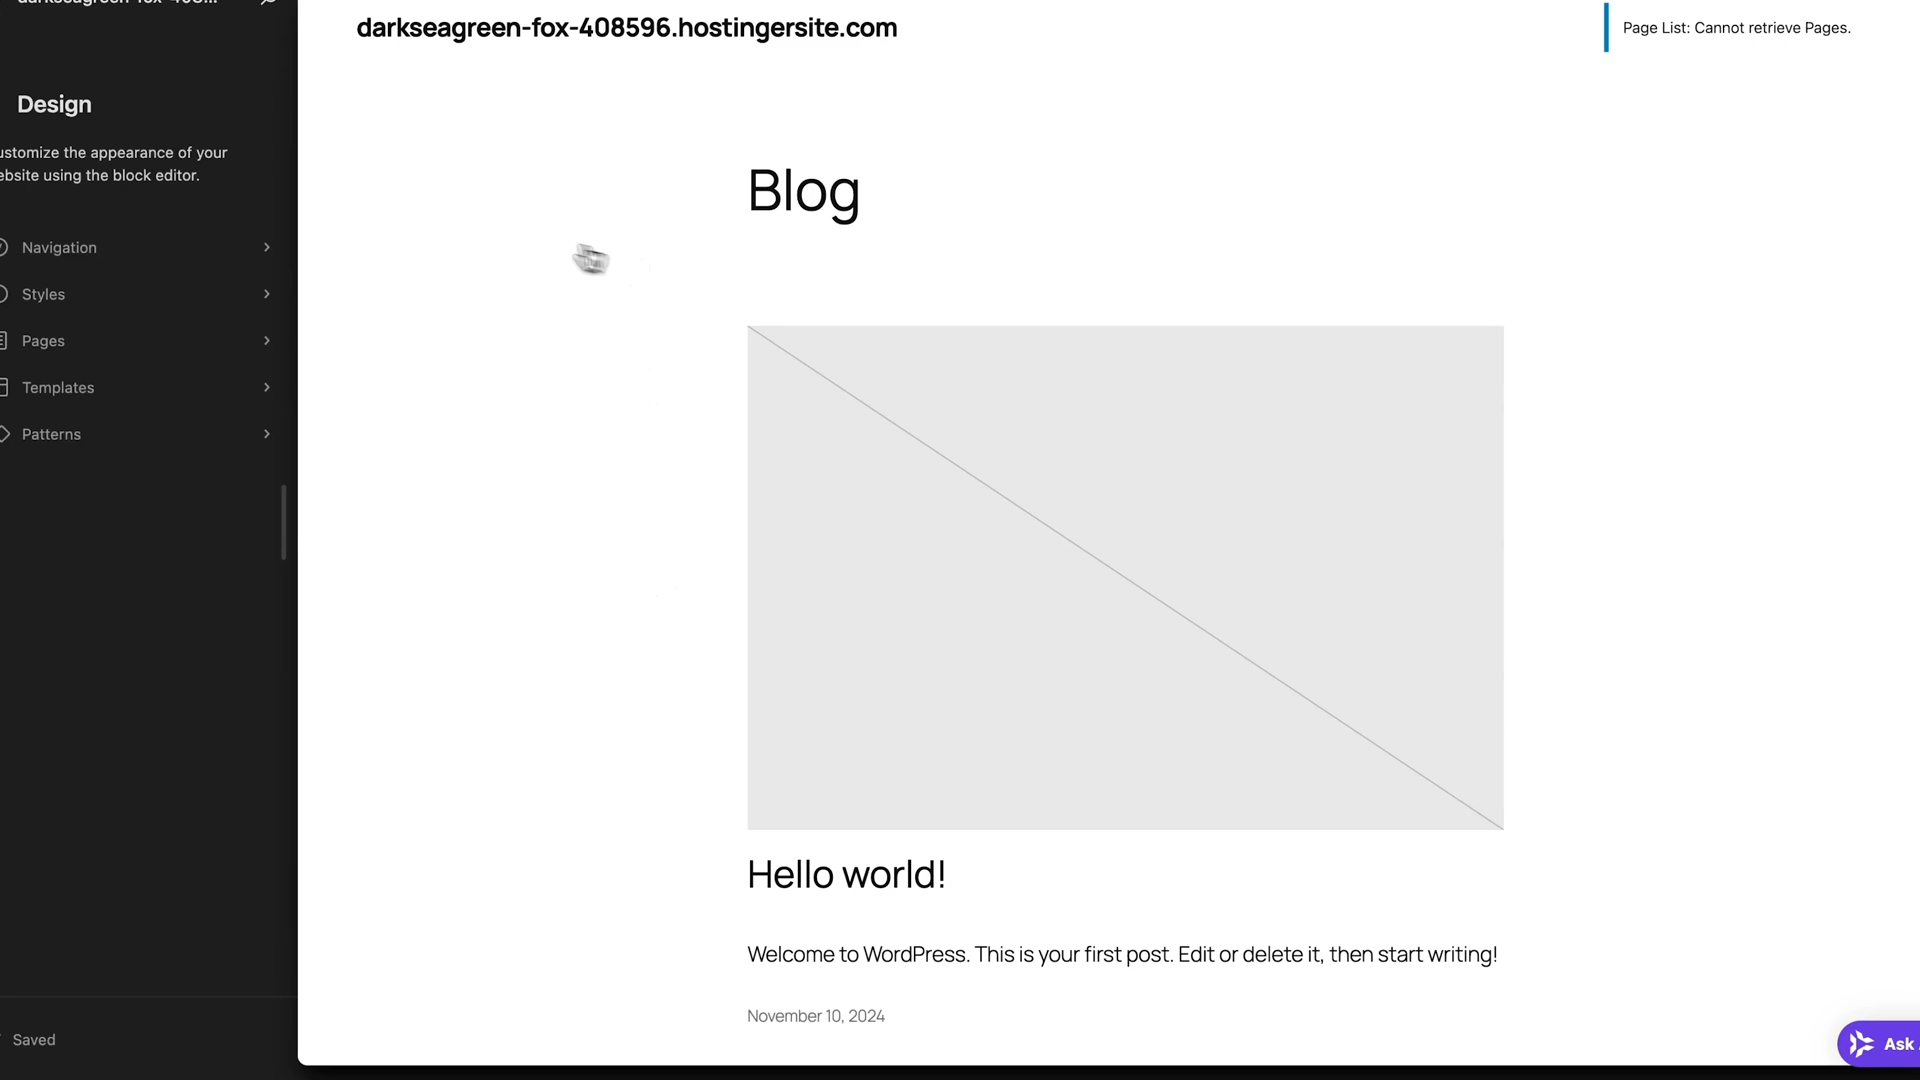 darkseagreen-fox-408596.hostingersite.com
Page List: Cannot retrieve Pages.
Design
ustomize the appearance of your
ebsite using the block editor.
Navigation
Styles
Pages
Templates
Patterns
Saved
Blog
Hello world!
Welcome to WordPress. This is your first post. Edit or delete it, then start writing!
November 10, 2024
Ask